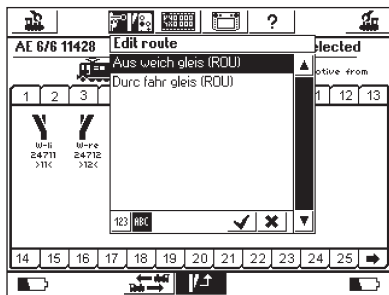 ?
AE 6/6 11428 Edit route elected
Aus weich gleis (ROU)
Durc fahr gleis (ROU)
otive from
1 2 3 1 12 13
W-li W-re
24711 24712
>11< >12<
123 ABC
14 15 16 17 18 19 20 21 22 23 24 25